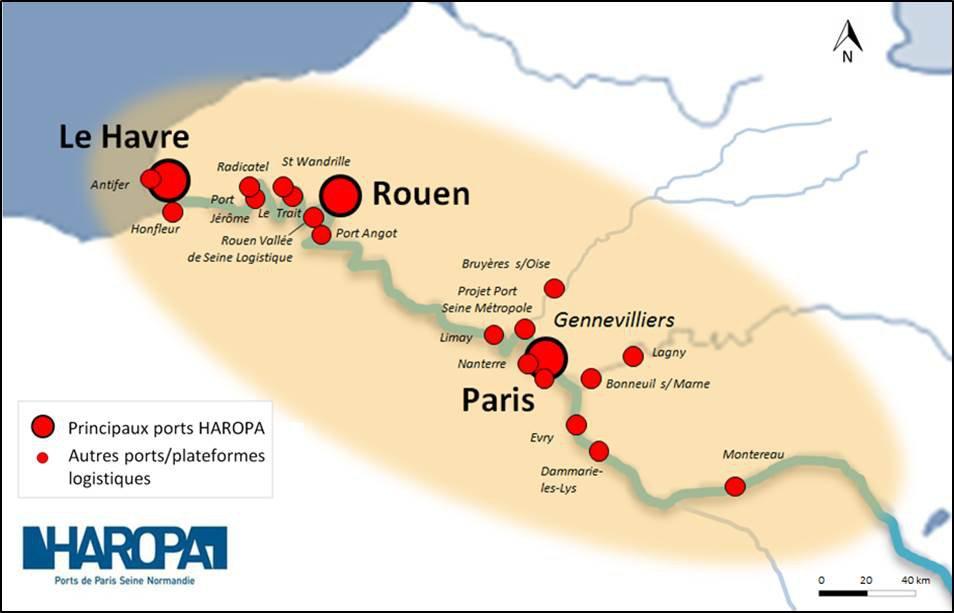 N
Le Havre
Radicatel
St Wandrille
Antifer
Rouen
Port
Jérôme
Le Trait
Honfleur
Rouen Vallée
de Seine Logistique
Port Angot
Bruyères s/Oise
Projet Port
Seine Métropole
Gennevilliers
Limay
Lagny
Nanterre
Bonneuil s/Marne
Paris
Principaux ports HAROPA
Autres ports/plateformes
logistiques
Evry
Montereau
Dammarie-
les-Lys
HAROPA
Ports de Paris Seine Normandie
0 20 40 km